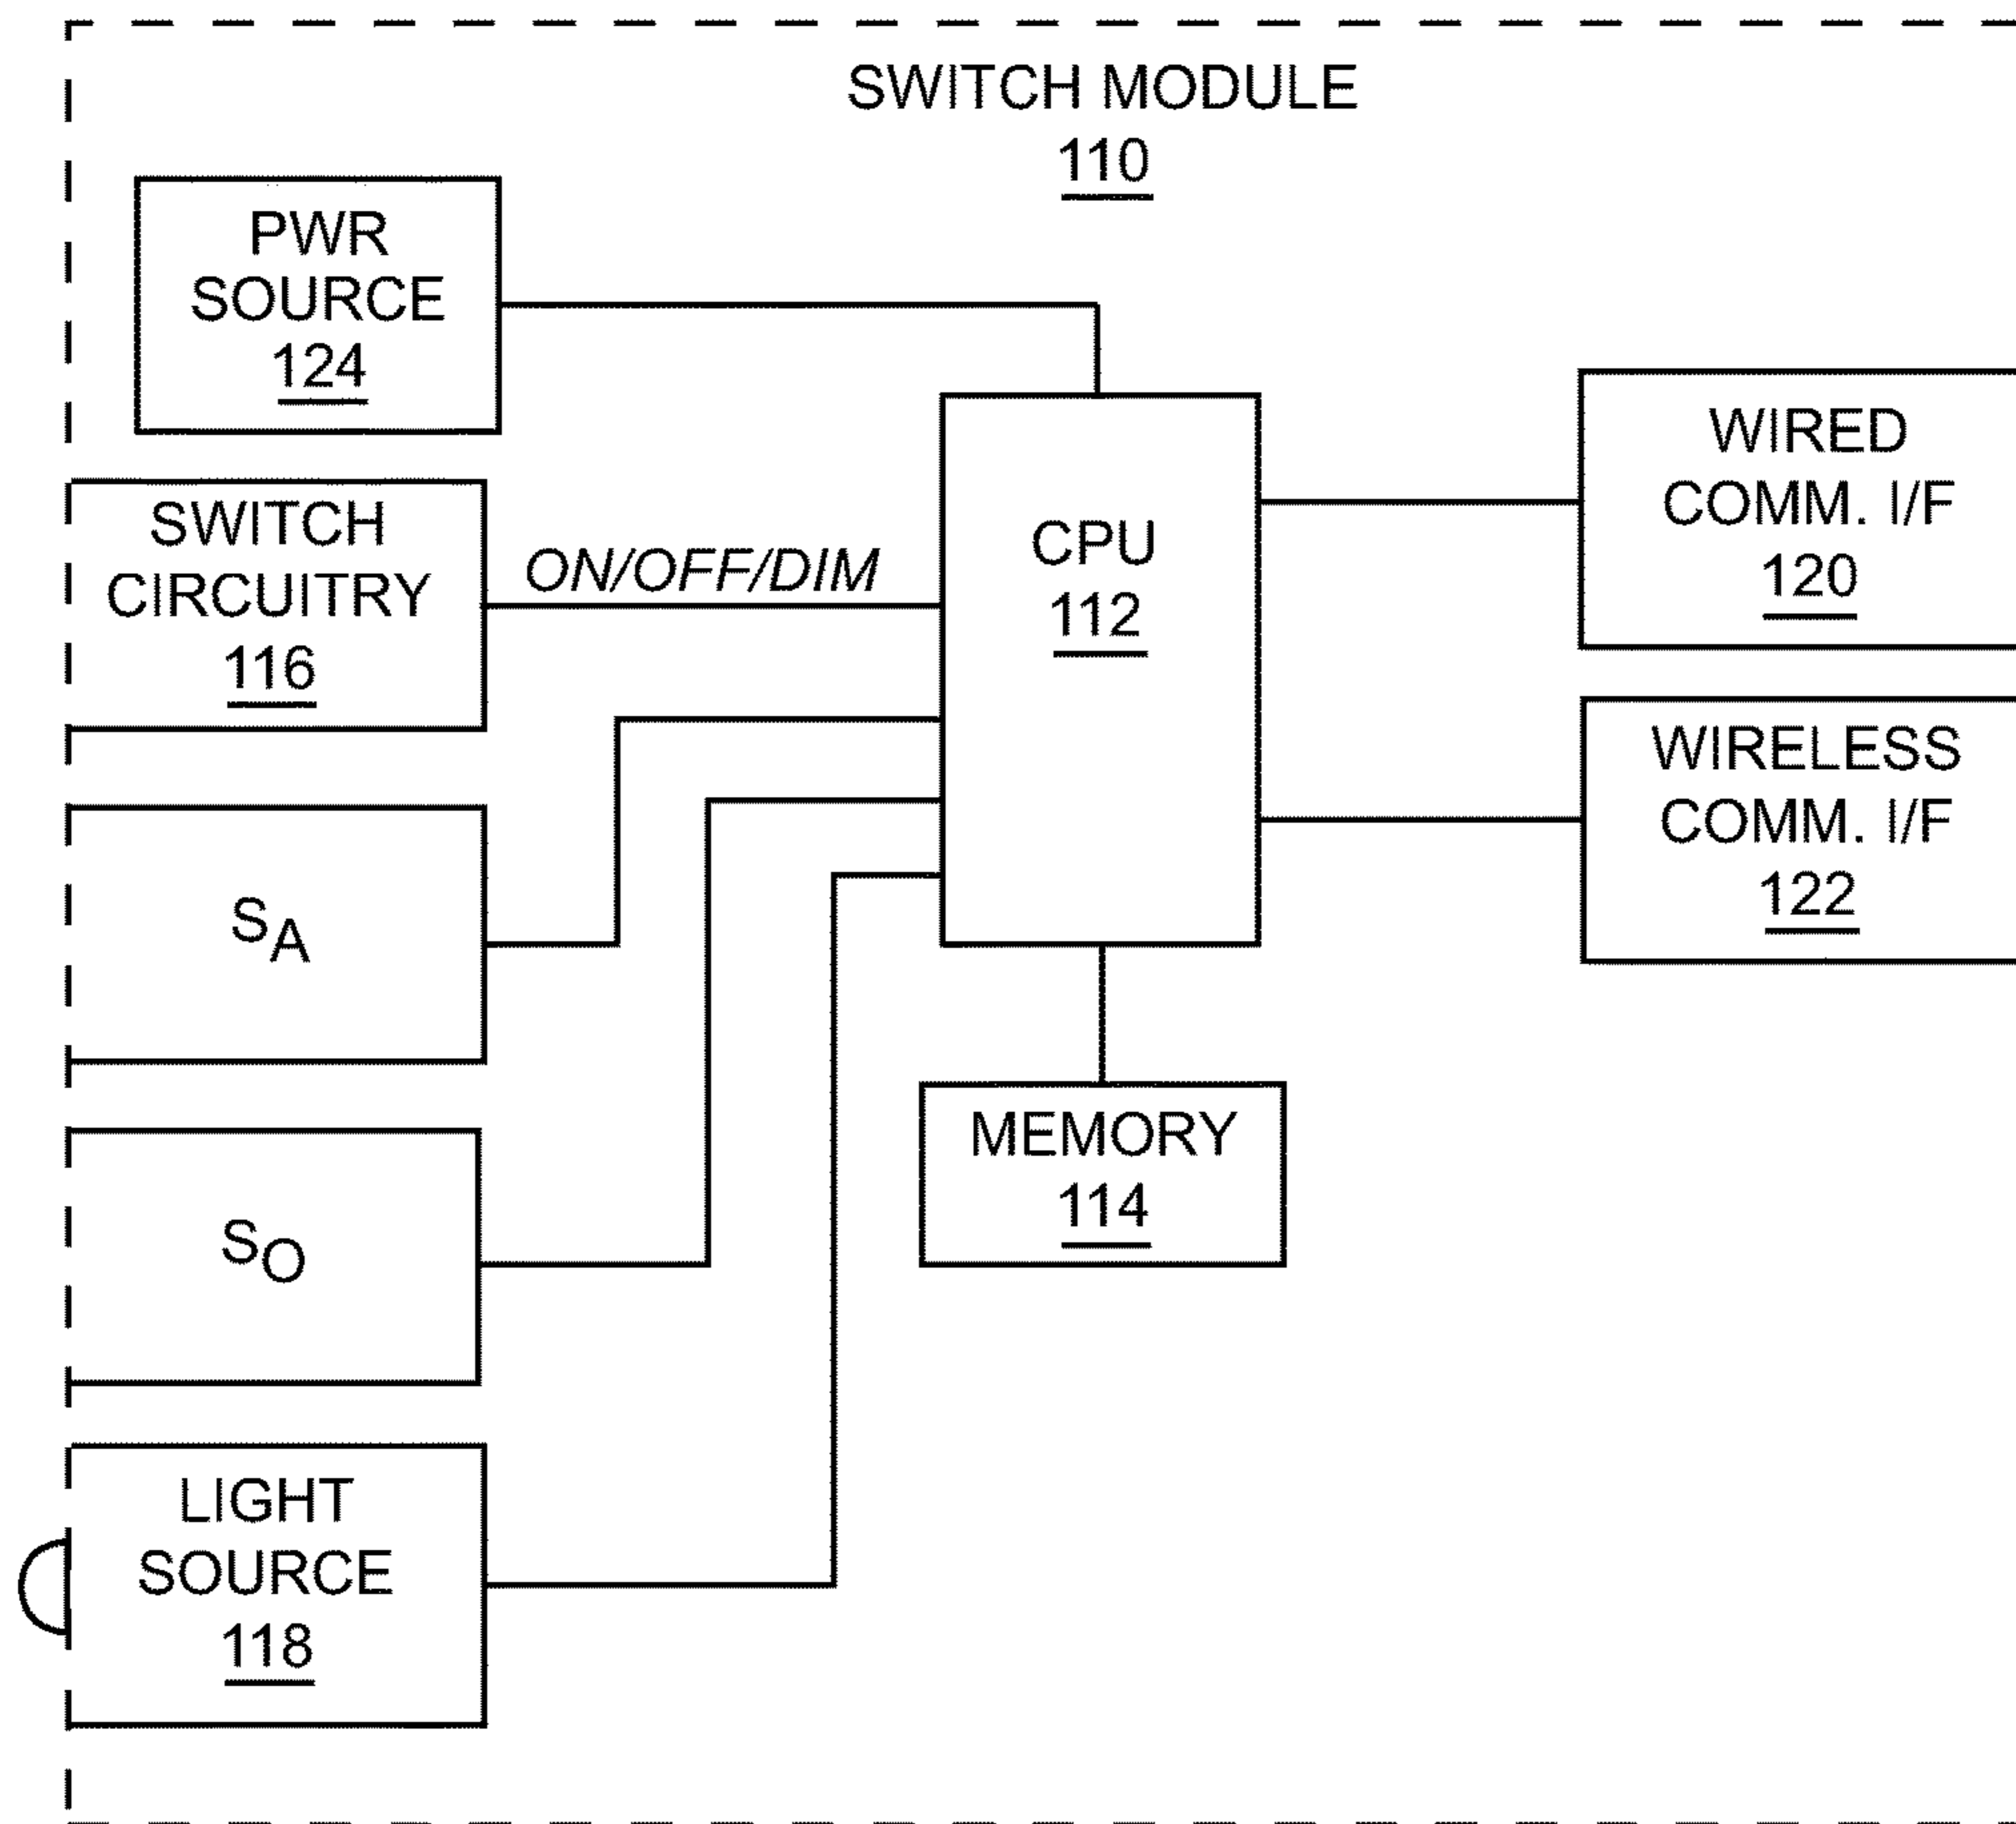 SWITCH MODULE
110
PWR
SOURCE
124
SWITCH
CIRCUITRY
116
ON/OFF/DIM
CPU
112
WIRED
COMM. I/F
120
WIRELESS
COMM. I/F
122
SA
SO
MEMORY
114
LIGHT
SOURCE
118